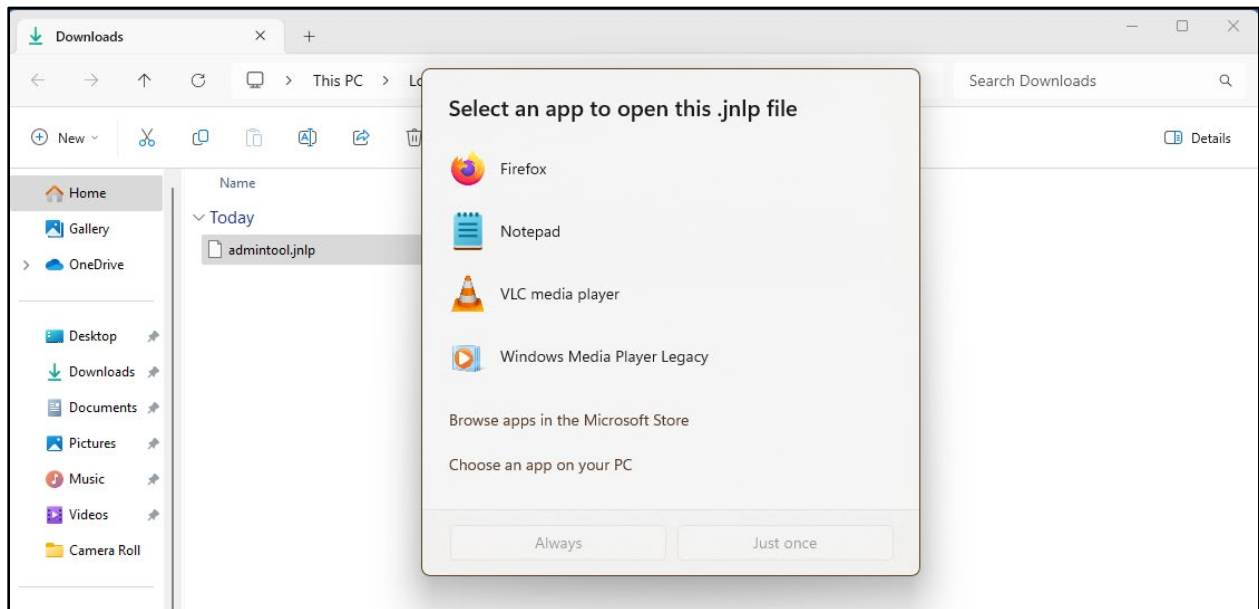 Downloads
This PC > Lo
Search Downloads
New
Details
Select an app to open this .jnlp file
Firefox
Notepad
VLC media player
Windows Media Player Legacy
Browse apps in the Microsoft Store
Choose an app on your PC
Always
Just once
Name
Today
admintool.jnlp
Home
Gallery
OneDrive
Desktop
Downloads
Documents
Pictures
Music
Videos
Camera Roll